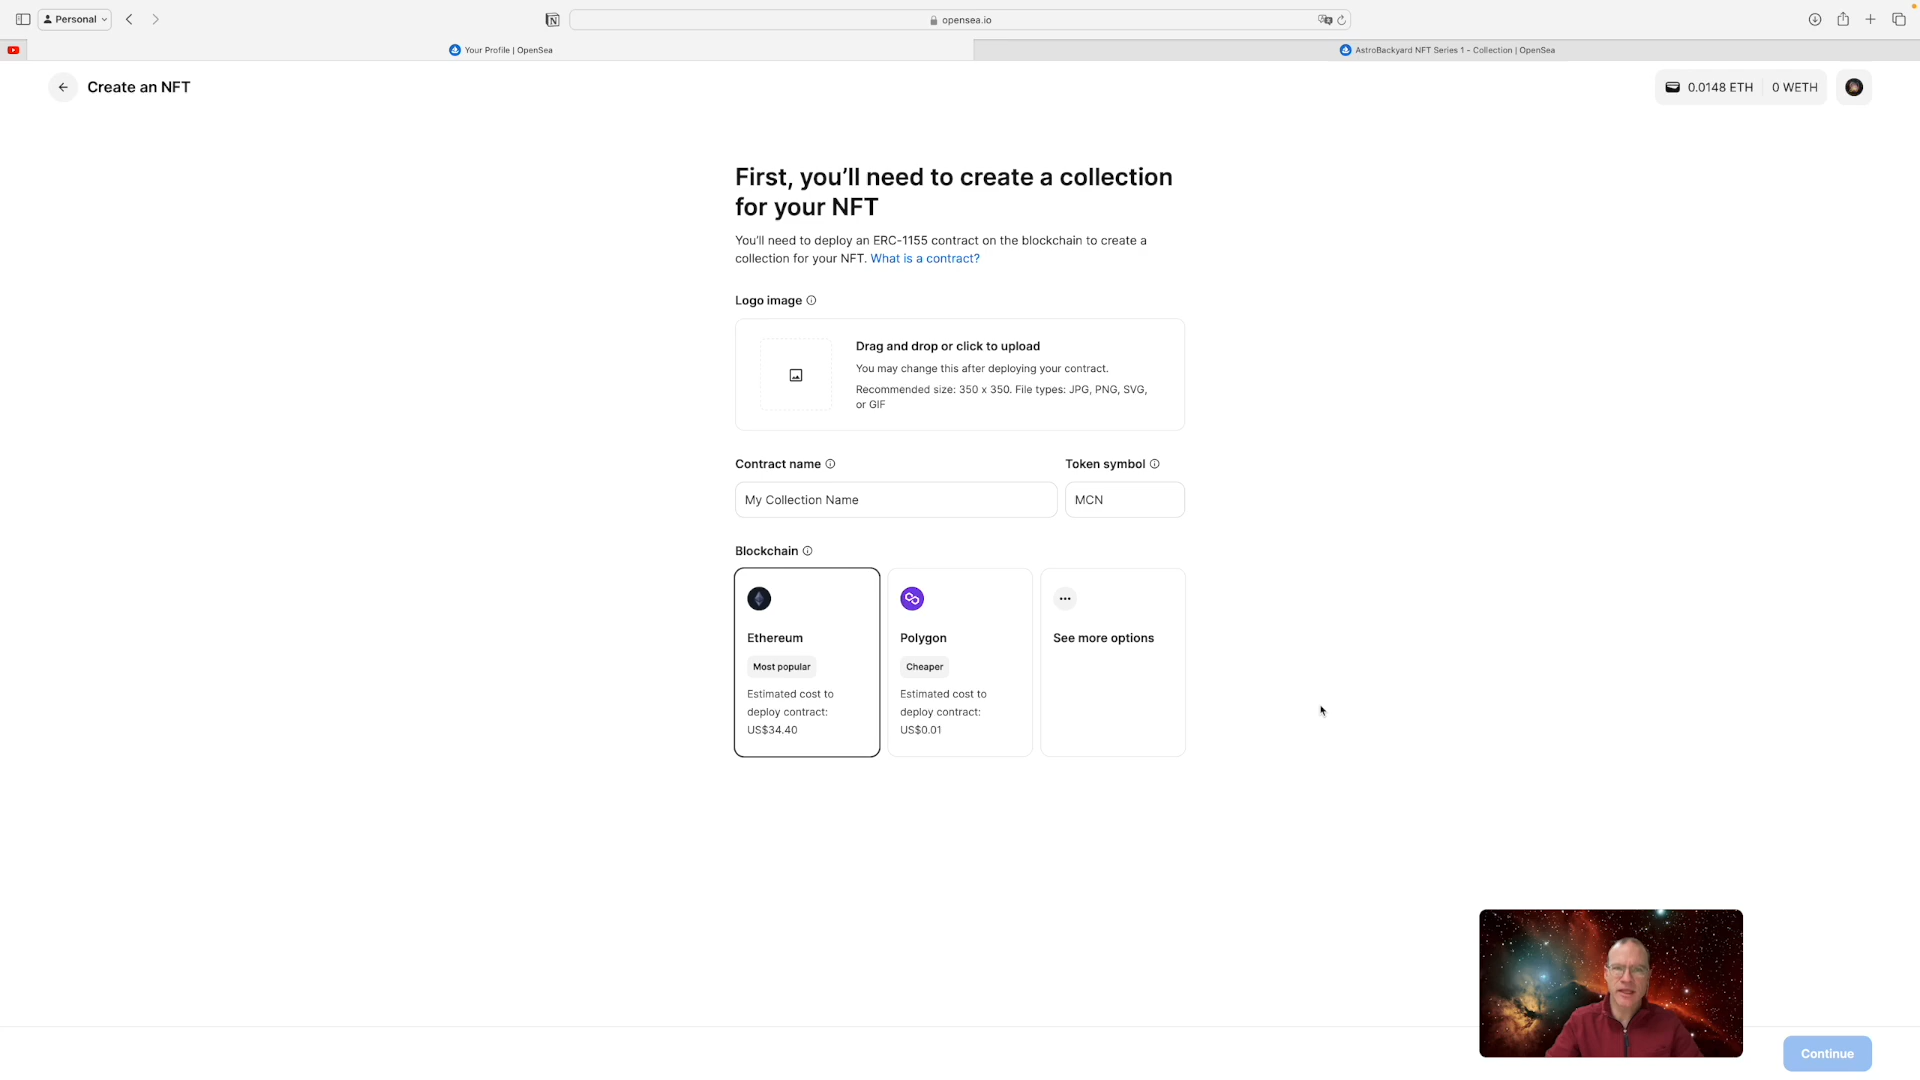 Personal
opensea.io
Your Profile | OpenSea
AstroBackyard NFT Series 1 - Collection | OpenSea
Create an NFT
0.0148 ETH
0 WETH
First, you'll need to create a collection
for your NFT
You'll need to deploy an ERC-1155 contract on the blockchain to create a
collection for your NFT. What is a contract?
Logo image
Drag and drop or click to upload
You may change this after deploying your contract.
Recommended size: 350 x 350. File types: JPG, PNG, SVG,
or GIF
Contract name
Token symbol
My Collection Name
MCN
Blockchain
Ethereum
Most popular
Estimated cost to
deploy contract:
US$34.40
Polygon
Cheaper
Estimated cost to
deploy contract:
US$0.01
See more options
Continue